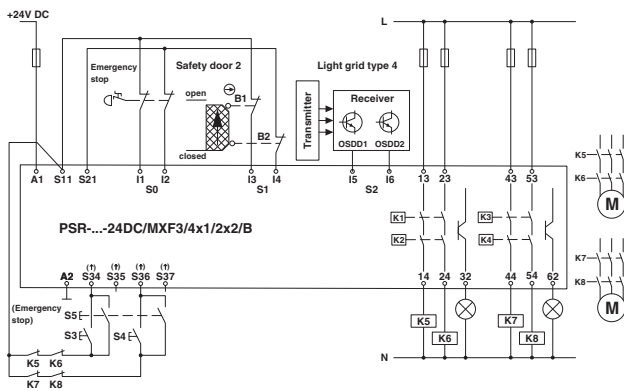 +24V DC
L
Emergency
stop
Safety door 2
open
closed
B1
B2
Light grid type 4
Transmitter
Receiver
OSDD1 OSDD2
K5
K6
M
A1 S11 S21 I1 I2 I3 I4 I5 I6 13 23 43 53
S0 S1 S2
PSR-...-24DC/MXF3/4x1/2x2/B
K1
K2
K3
K4
A2 S34 S35 S36 S37 14 24 32 44 54 62
(↑) (↑) (↑) (↑)
K7
K8
M
(Emergency
stop)
S5
S3
S4
K5
K6
K7
K8
K5 K6
K7 K8
N